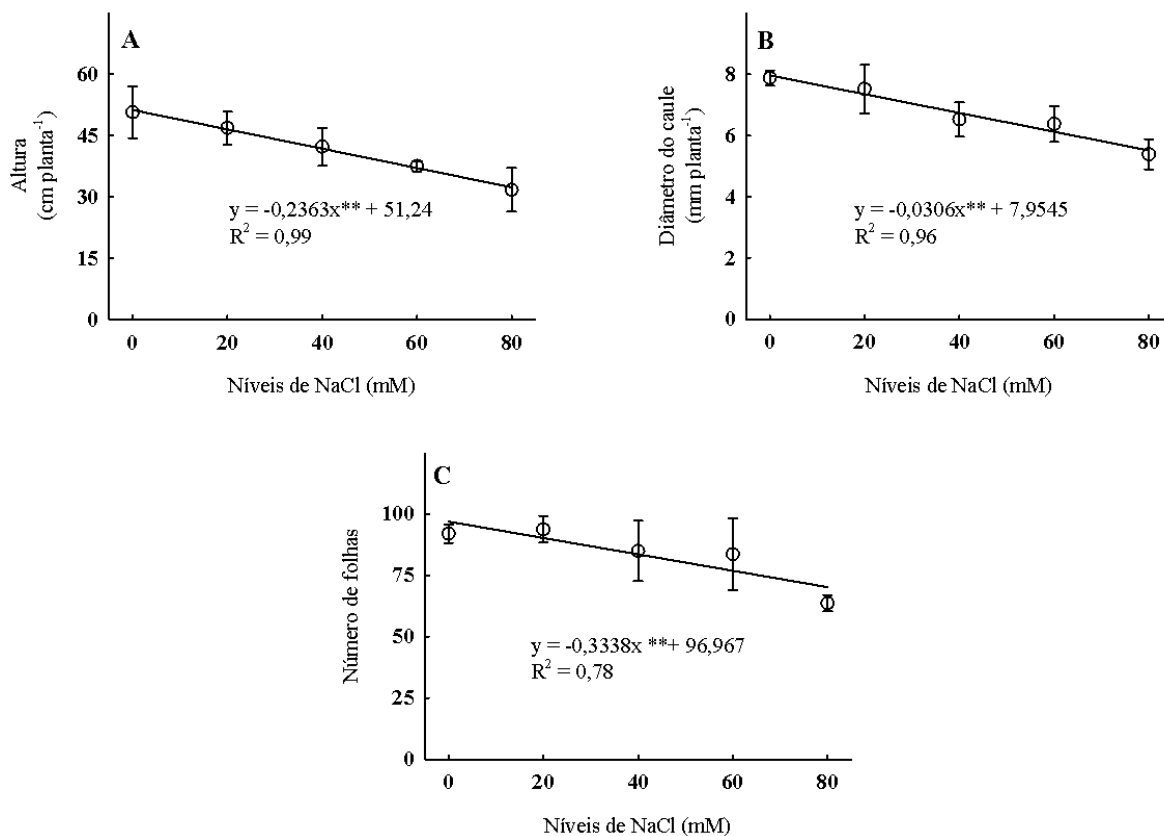 A
Altura
(cm planta⁻¹)
60
45
30
15
0
y = -0,2363x** + 51,24
R² = 0,99
0 20 40 60 80
Níveis de NaCl (mM)
B
Diâmetro do caule
(mm planta⁻¹)
8
6
4
2
0
y = -0,0306x** + 7,9545
R² = 0,96
0 20 40 60 80
Níveis de NaCl (mM)
C
Número de folhas
100
75
50
25
0
y = -0,3338x **+ 96,967
R² = 0,78
0 20 40 60 80
Níveis de NaCl (mM)